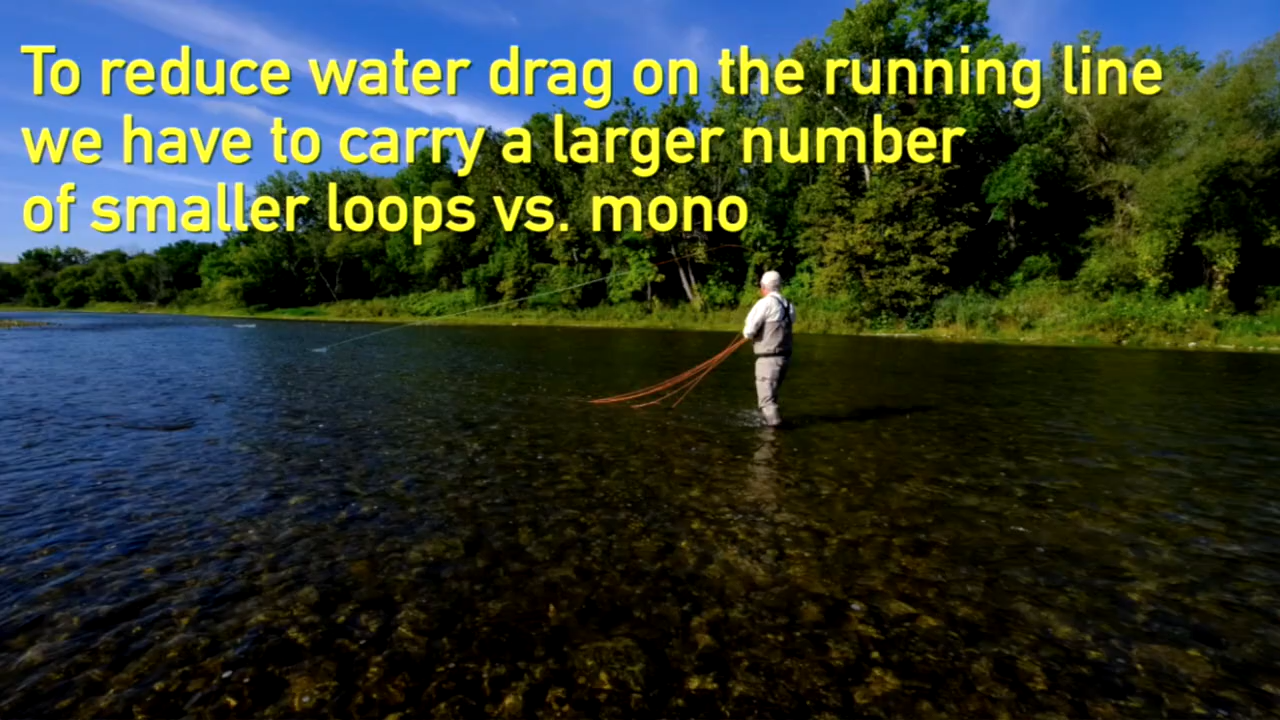 To reduce water drag on the running line
we have to carry a larger number
of smaller loops vs. mono